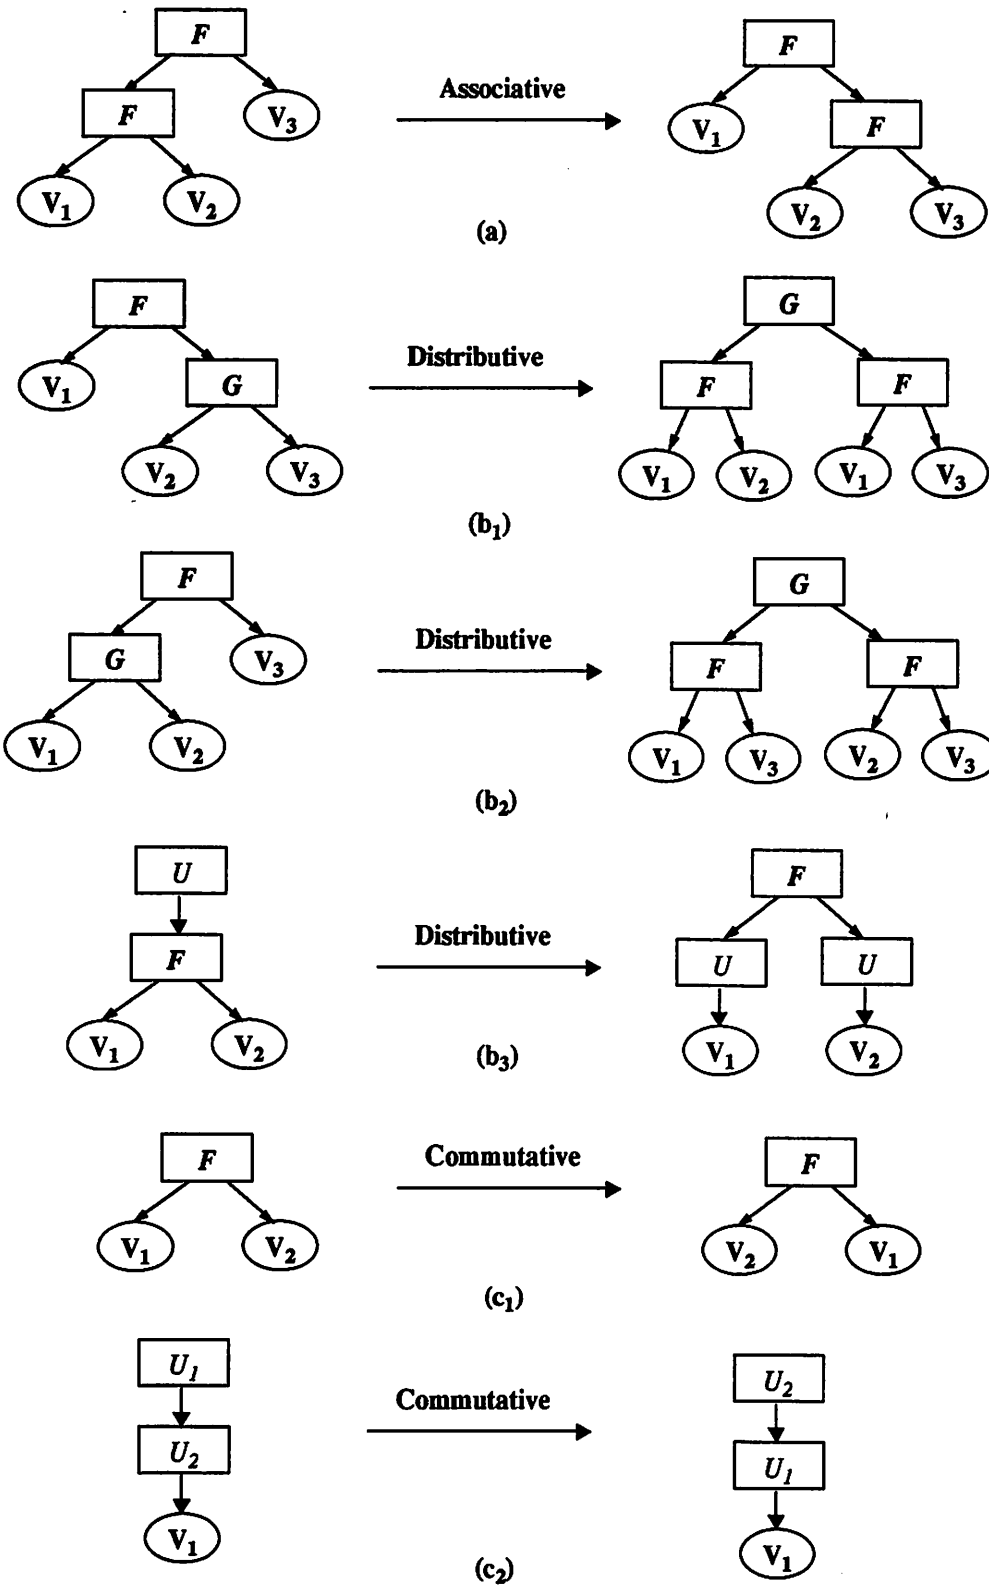 F F
F V3 Associative V1 F
V1 V2 V2 V3
(a)
F G
V1 G Distributive F F
V2 V3 V1 V2 V1 V3
(b1)
F G
G V3 Distributive F F
V1 V2 V1 V3 V2 V3
(b2)
U F
F Distributive U U
V1 V2 V1 V2
(b3)
F Commutative F
V1 V2 V2 V1
(c1)
U1 U2
Commutative
U2 U1
V1 V1
(c2)